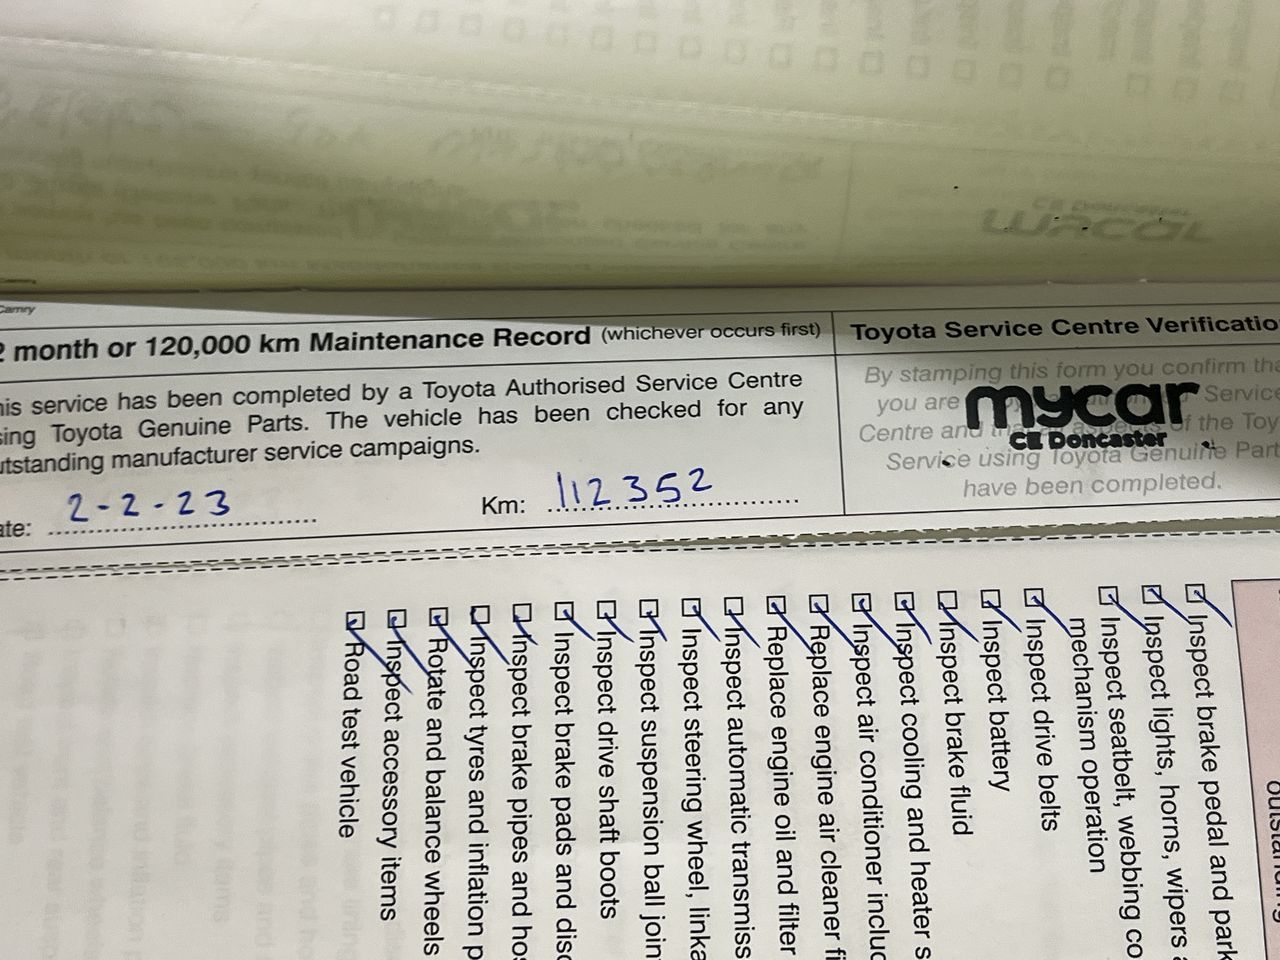 Camry
2 month or 120,000 km Maintenance Record (whichever occurs first)
his service has been completed by a Toyota Authorised Service Centre
sing Toyota Genuine Parts. The vehicle has been checked for any
utstanding manufacturer service campaigns.
ate: 2-2-23 Km: 112352
Toyota Service Centre Verificatio
By stamping this form you confirm tha
you are Service
Centre and that all aspects of the Toy
Service using Toyota Genuine Part
have been completed.
mycar
CE Doncaster
Inspect brake pedal and park
Inspect lights, horns, wipers a
Inspect seatbelt, webbing co
mechanism operation
Inspect drive belts
Inspect battery
Inspect brake fluid
Inspect cooling and heater s
Inspect air conditioner includ
Replace engine air cleaner fi
Replace engine oil and filter
Inspect automatic transmiss
Inspect steering wheel, linka
Inspect suspension ball join
Inspect drive shaft boots
Inspect brake pads and disc
Inspect brake pipes and hos
Inspect tyres and inflation p
Rotate and balance wheels
Inspect accessory items
Road test vehicle